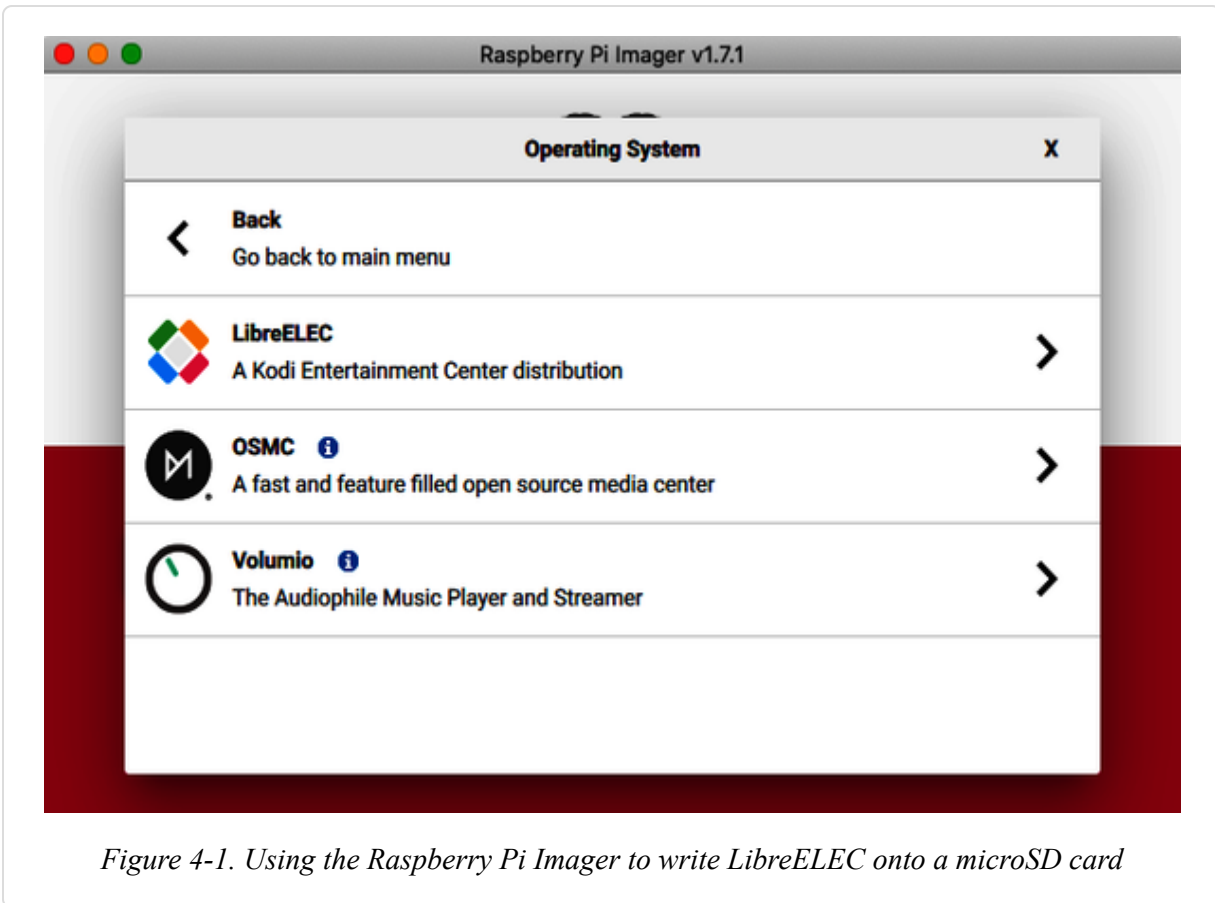 Raspberry Pi Imager v1.7.1
Operating System X
Back
Go back to main menu
LibreELEC
A Kodi Entertainment Center distribution
OSMC
A fast and feature filled open source media center
Volumio
The Audiophile Music Player and Streamer
Figure 4-1. Using the Raspberry Pi Imager to write LibreELEC onto a microSD card